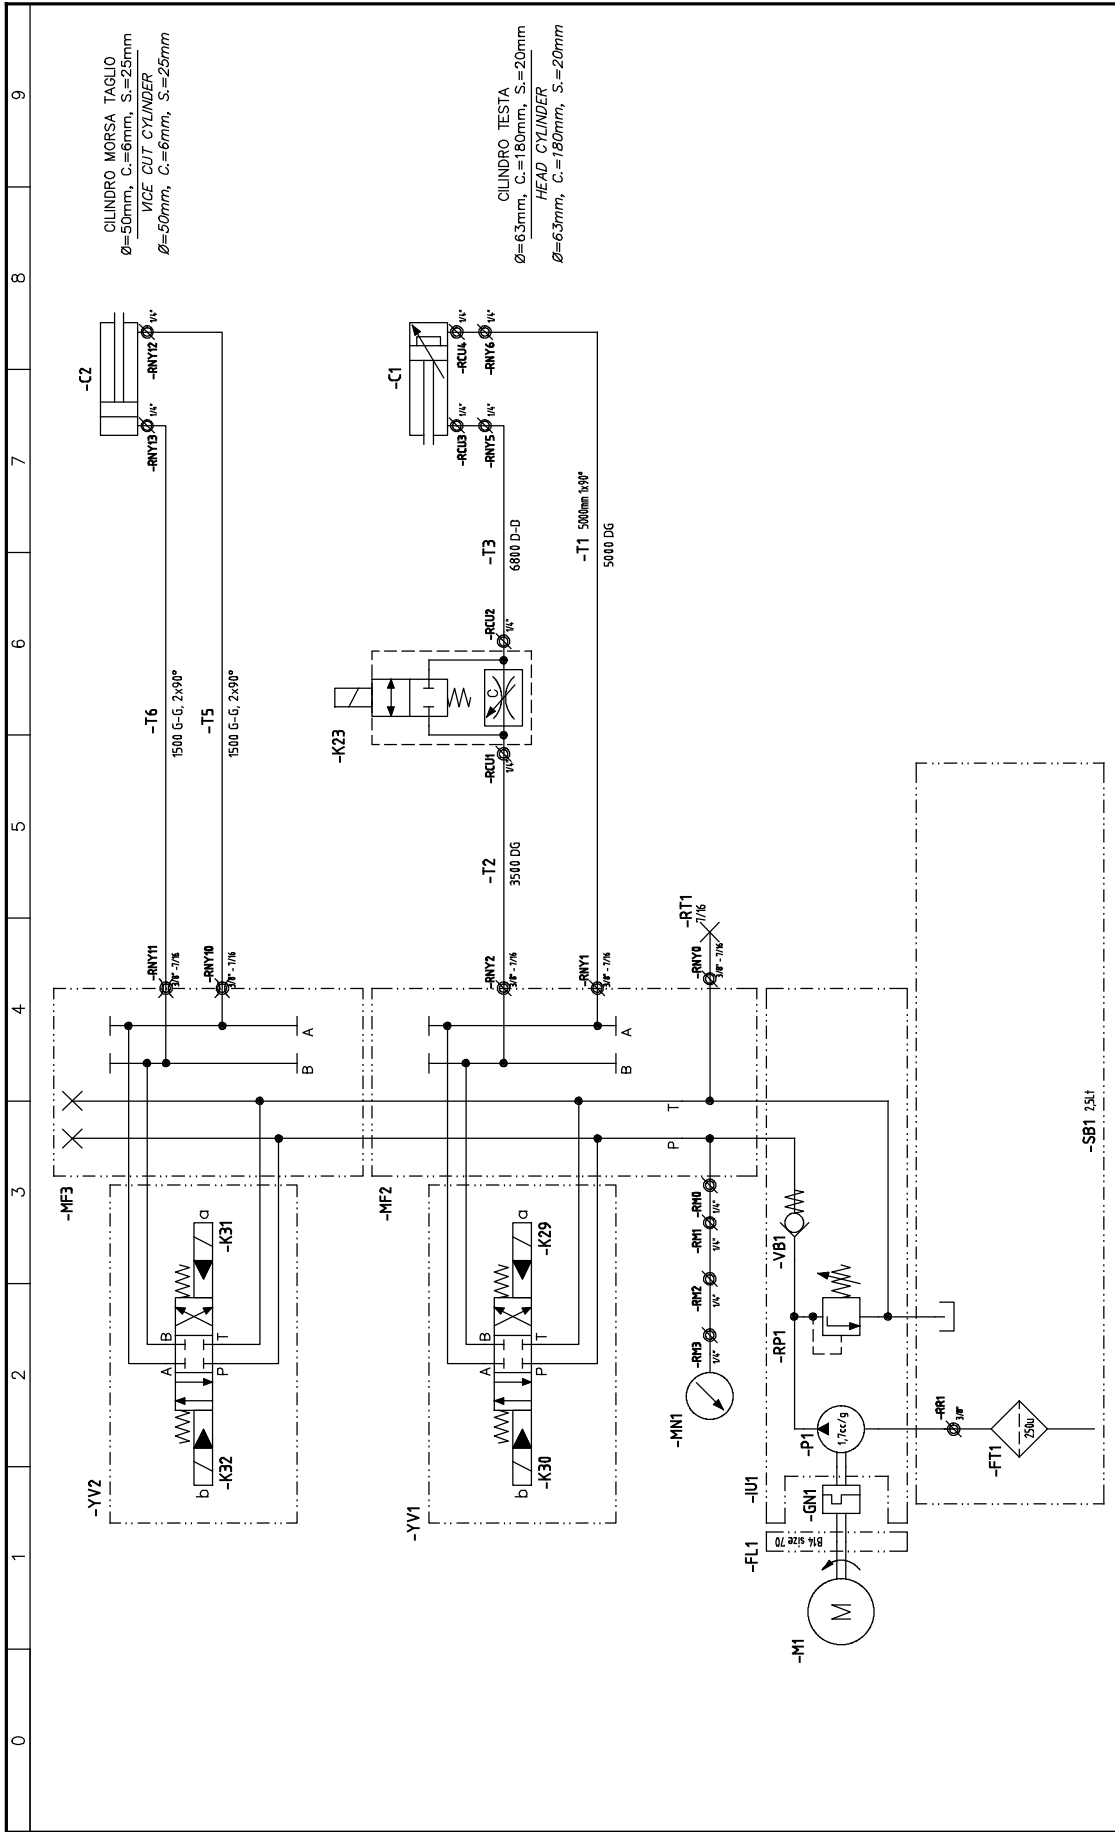 0
1
2
3
4
5
6
7
8
9
CILINDRO MORSA TAGLIO
Ø=50mm, C.=6mm, S.=25mm
VICE CUT CYLINDER
Ø=50mm, C.=6mm, S.=25mm
-C2
-RNY13
1/4"
-RNY12
1/4"
-T6
1500 G-G, 2x90°
-T5
1500 G-G, 2x90°
-RNY11
3/8" - 7/16
-RNY10
3/8" - 7/16
A
B
-MF3
-YV2
b
-K32
A
B
P
T
a
-K31
CILINDRO TESTA
Ø=63mm, C.=180mm, S.=20mm
HEAD CYLINDER
Ø=63mm, C.=180mm, S.=20mm
-C1
-RCU3
1/4"
-RCU4
1/4"
-RNY5
1/4"
-RNY6
1/4"
-T3
6800 D-D
-T1 5000mm 1x90°
5000 DG
-K23
C
-RCU1
1/4"
-RCU2
1/4"
-T2
3500 DG
-RNY2
3/8" - 7/16
-RNY1
3/8" - 7/16
A
B
T
P
-MF2
-YV1
b
-K30
A
B
P
T
a
-K29
-RT1
7/16
-RNY0
3/8" - 7/16
-MN1
-RM3
1/4"
-RM2
1/4"
-RM1
1/4"
-RM0
1/4"
-IU1
-FL1
B14 size 70
-M1
M
-GN1
-P1
1,7cc/g
-RP1
-VB1
-RR1
3/8"
-FT1
250u
-SB1 2,5Lt